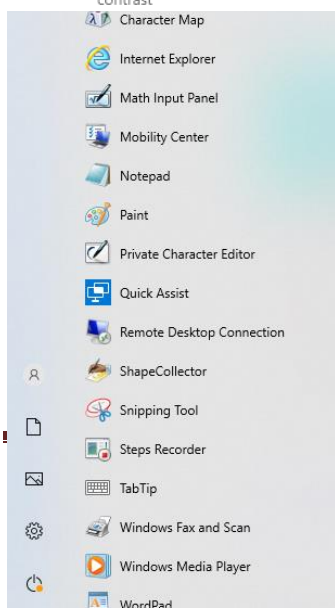 contrast
Character Map
Internet Explorer
Math Input Panel
Mobility Center
Notepad
Paint
Private Character Editor
Quick Assist
Remote Desktop Connection
ShapeCollector
Snipping Tool
Steps Recorder
TabTip
Windows Fax and Scan
Windows Media Player
WordPad